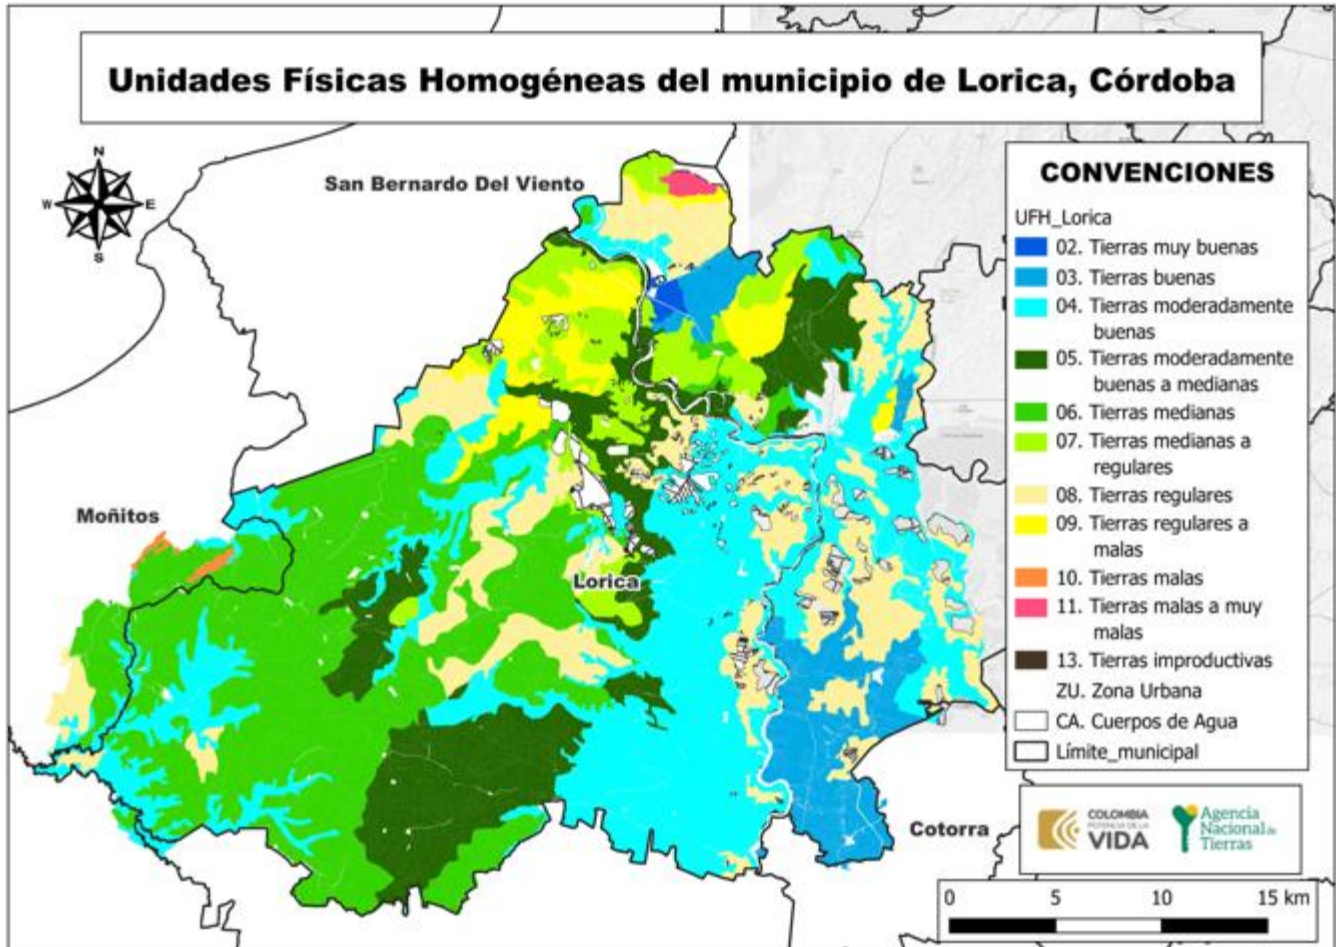 Unidades Físicas Homogéneas del municipio de Lorica, Córdoba
N
W
E
S
San Bernardo Del Viento
Moñitos
Lorica
Cotorra
CONVENCIONES
UFH_Lorica
02. Tierras muy buenas
03. Tierras buenas
04. Tierras moderadamente
buenas
05. Tierras moderadamente
buenas a medianas
06. Tierras medianas
07. Tierras medianas a
regulares
08. Tierras regulares
09. Tierras regulares a
malas
10. Tierras malas
11. Tierras malas a muy
malas
13. Tierras improductivas
ZU. Zona Urbana
CA. Cuerpos de Agua
Límite_municipal
COLOMBIA
POTENCIA DE LA
VIDA
Agencia
Nacional de
Tierras
0 5 10 15 km